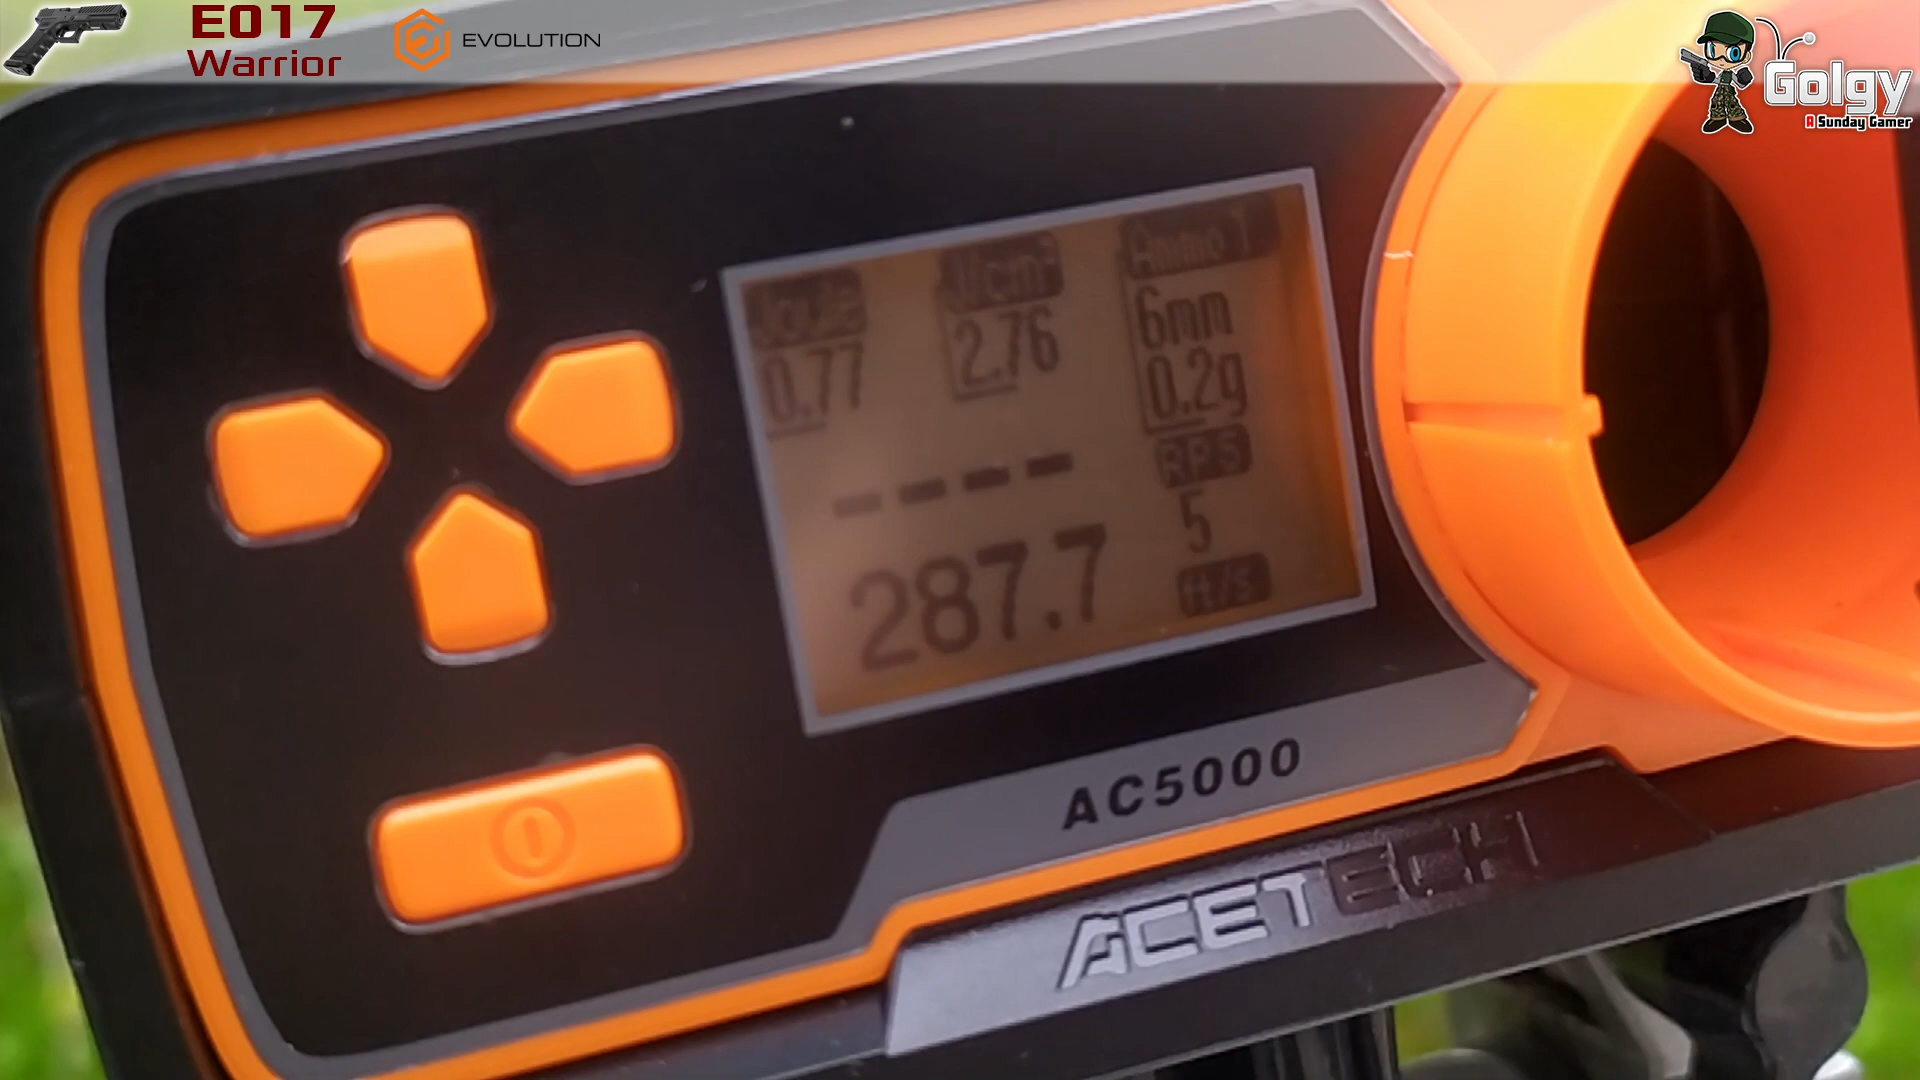 E017
Warrior
EVOLUTION
Golgy
A Sunday Gamer
Joule
0.77
J/cm²
2.76
Ammo T
6mm
0.2g
RPS
5
----
287.7
ft/s
AC5000
ACETECH